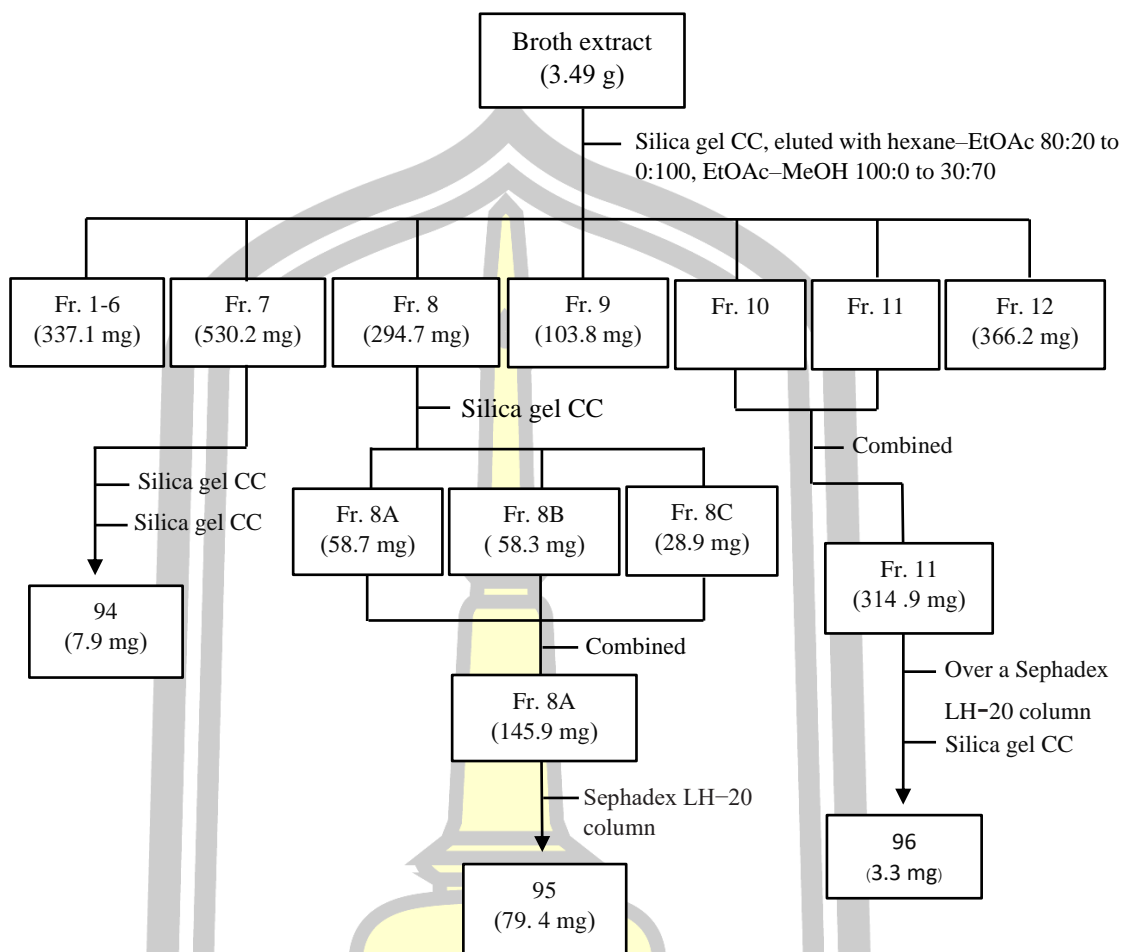 Broth extract
(3.49 g)
Silica gel CC, eluted with hexane–EtOAc 80:20 to
0:100, EtOAc–MeOH 100:0 to 30:70
Fr. 1-6
(337.1 mg)
Fr. 7
(530.2 mg)
Fr. 8
(294.7 mg)
Fr. 9
(103.8 mg)
Fr. 10
Fr. 11
Fr. 12
(366.2 mg)
Silica gel CC
Combined
Silica gel CC
Silica gel CC
Fr. 8A
(58.7 mg)
Fr. 8B
( 58.3 mg)
Fr. 8C
(28.9 mg)
Fr. 11
(314 .9 mg)
94
(7.9 mg)
Combined
Fr. 8A
(145.9 mg)
Over a Sephadex
LH-20 column
Silica gel CC
Sephadex LH−20
column
96
(3.3 mg)
95
(79. 4 mg)